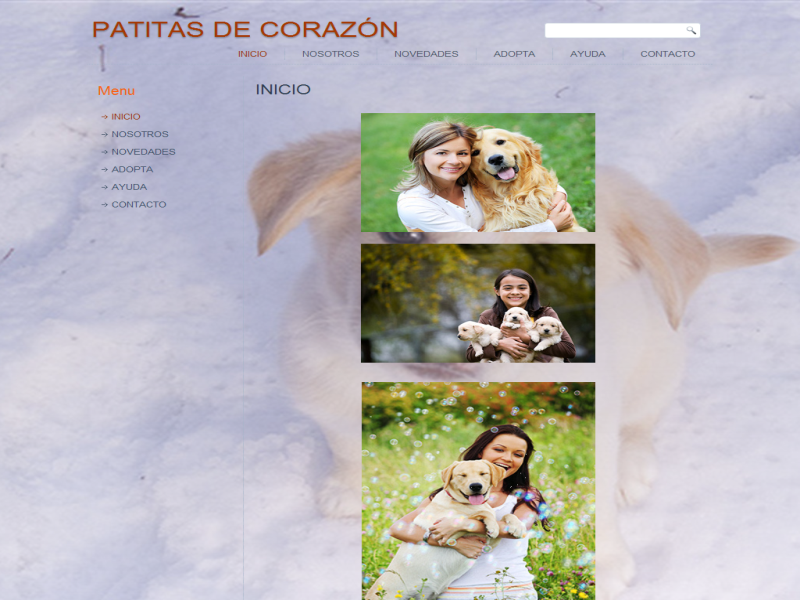 PATITAS DE CORAZÓN
INICIO NOSOTROS NOVEDADES ADOPTA AYUDA CONTACTO
Menu
INICIO
NOSOTROS
NOVEDADES
ADOPTA
AYUDA
CONTACTO
INICIO